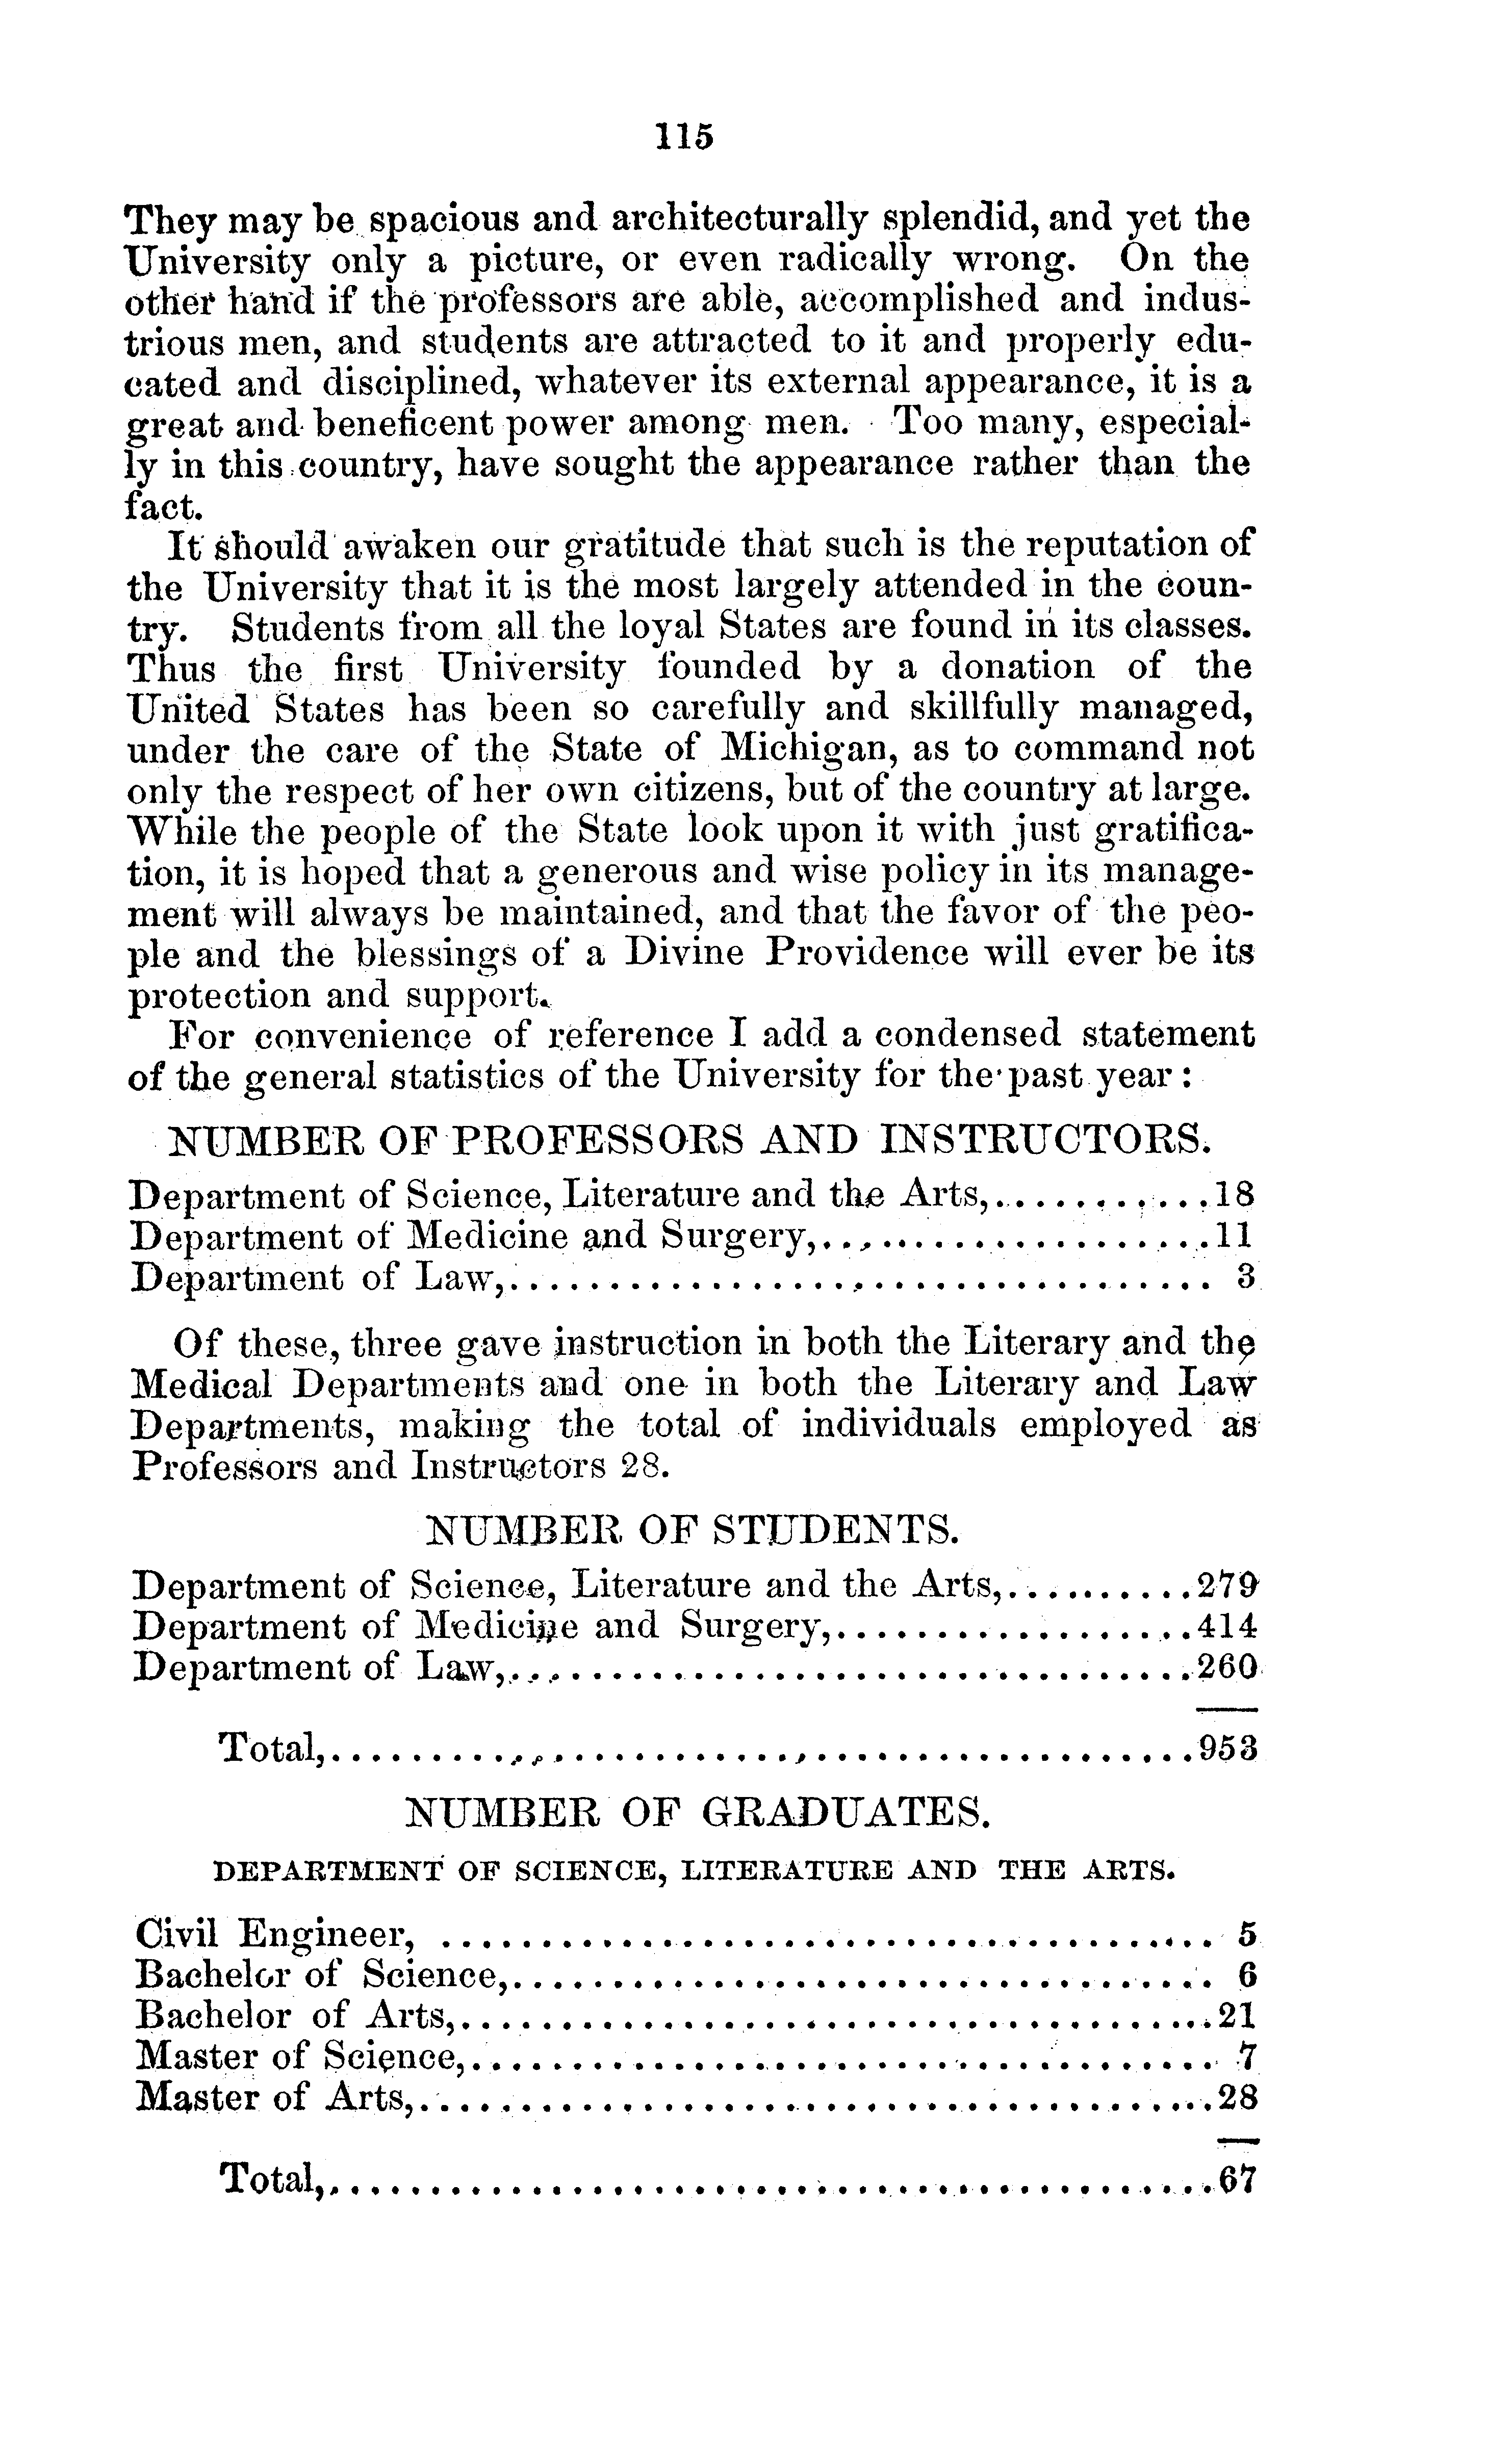 115
They may be spacious and architecturally splendid, and yet the
University only a picture, or even radically wrong. On the
other hand if the professors are able, accomplished and indus-
trious men, and students are attracted to it and properly edu-
cated and disciplined, whatever its external appearance, it is a
great and beneficent power among men. Too many, especial-
ly in this country, have sought the appearance rather than the
fact.
It should awaken our gratitude that such is the reputation of
the University that it is the most largely attended in the coun-
try. Students from all the loyal States are found in its classes.
Thus the first University founded by a donation of the
United States has been so carefully and skillfully managed,
under the care of the State of Michigan, as to command not
only the respect of her own citizens, but of the country at large.
While the people of the State look upon it with just gratifica-
tion, it is hoped that a generous and wise policy in its manage-
ment will always be maintained, and that the favor of the peo-
ple and the blessings of a Divine Providence will ever be its
protection and support.
For convenience of reference I add a condensed statement
of the general statistics of the University for the past year:
NUMBER OF PROFESSORS AND INSTRUCTORS.
Department of Science, Literature and the Arts,...........18
Department of Medicine and Surgery,....................11
Department of Law,................................... 3
Of these, three gave instruction in both the Literary and the
Medical Departments and one in both the Literary and Law
Departments, making the total of individuals employed as
Professors and Instructors 28.
NUMBER OF STUDENTS.
Department of Science, Literature and the Arts,..........279
Department of Medicine and Surgery,..................414
Department of Law,..................................260
Total,...........................................953
NUMBER OF GRADUATES.
DEPARTMENT OF SCIENCE, LITERATURE AND THE ARTS.
Civil Engineer, ...................................... 5
Bachelor of Science,................................... 6
Bachelor of Arts,.....................................21
Master of Science,..................................... 7
Master of Arts,.......................................28
Total,............................................67